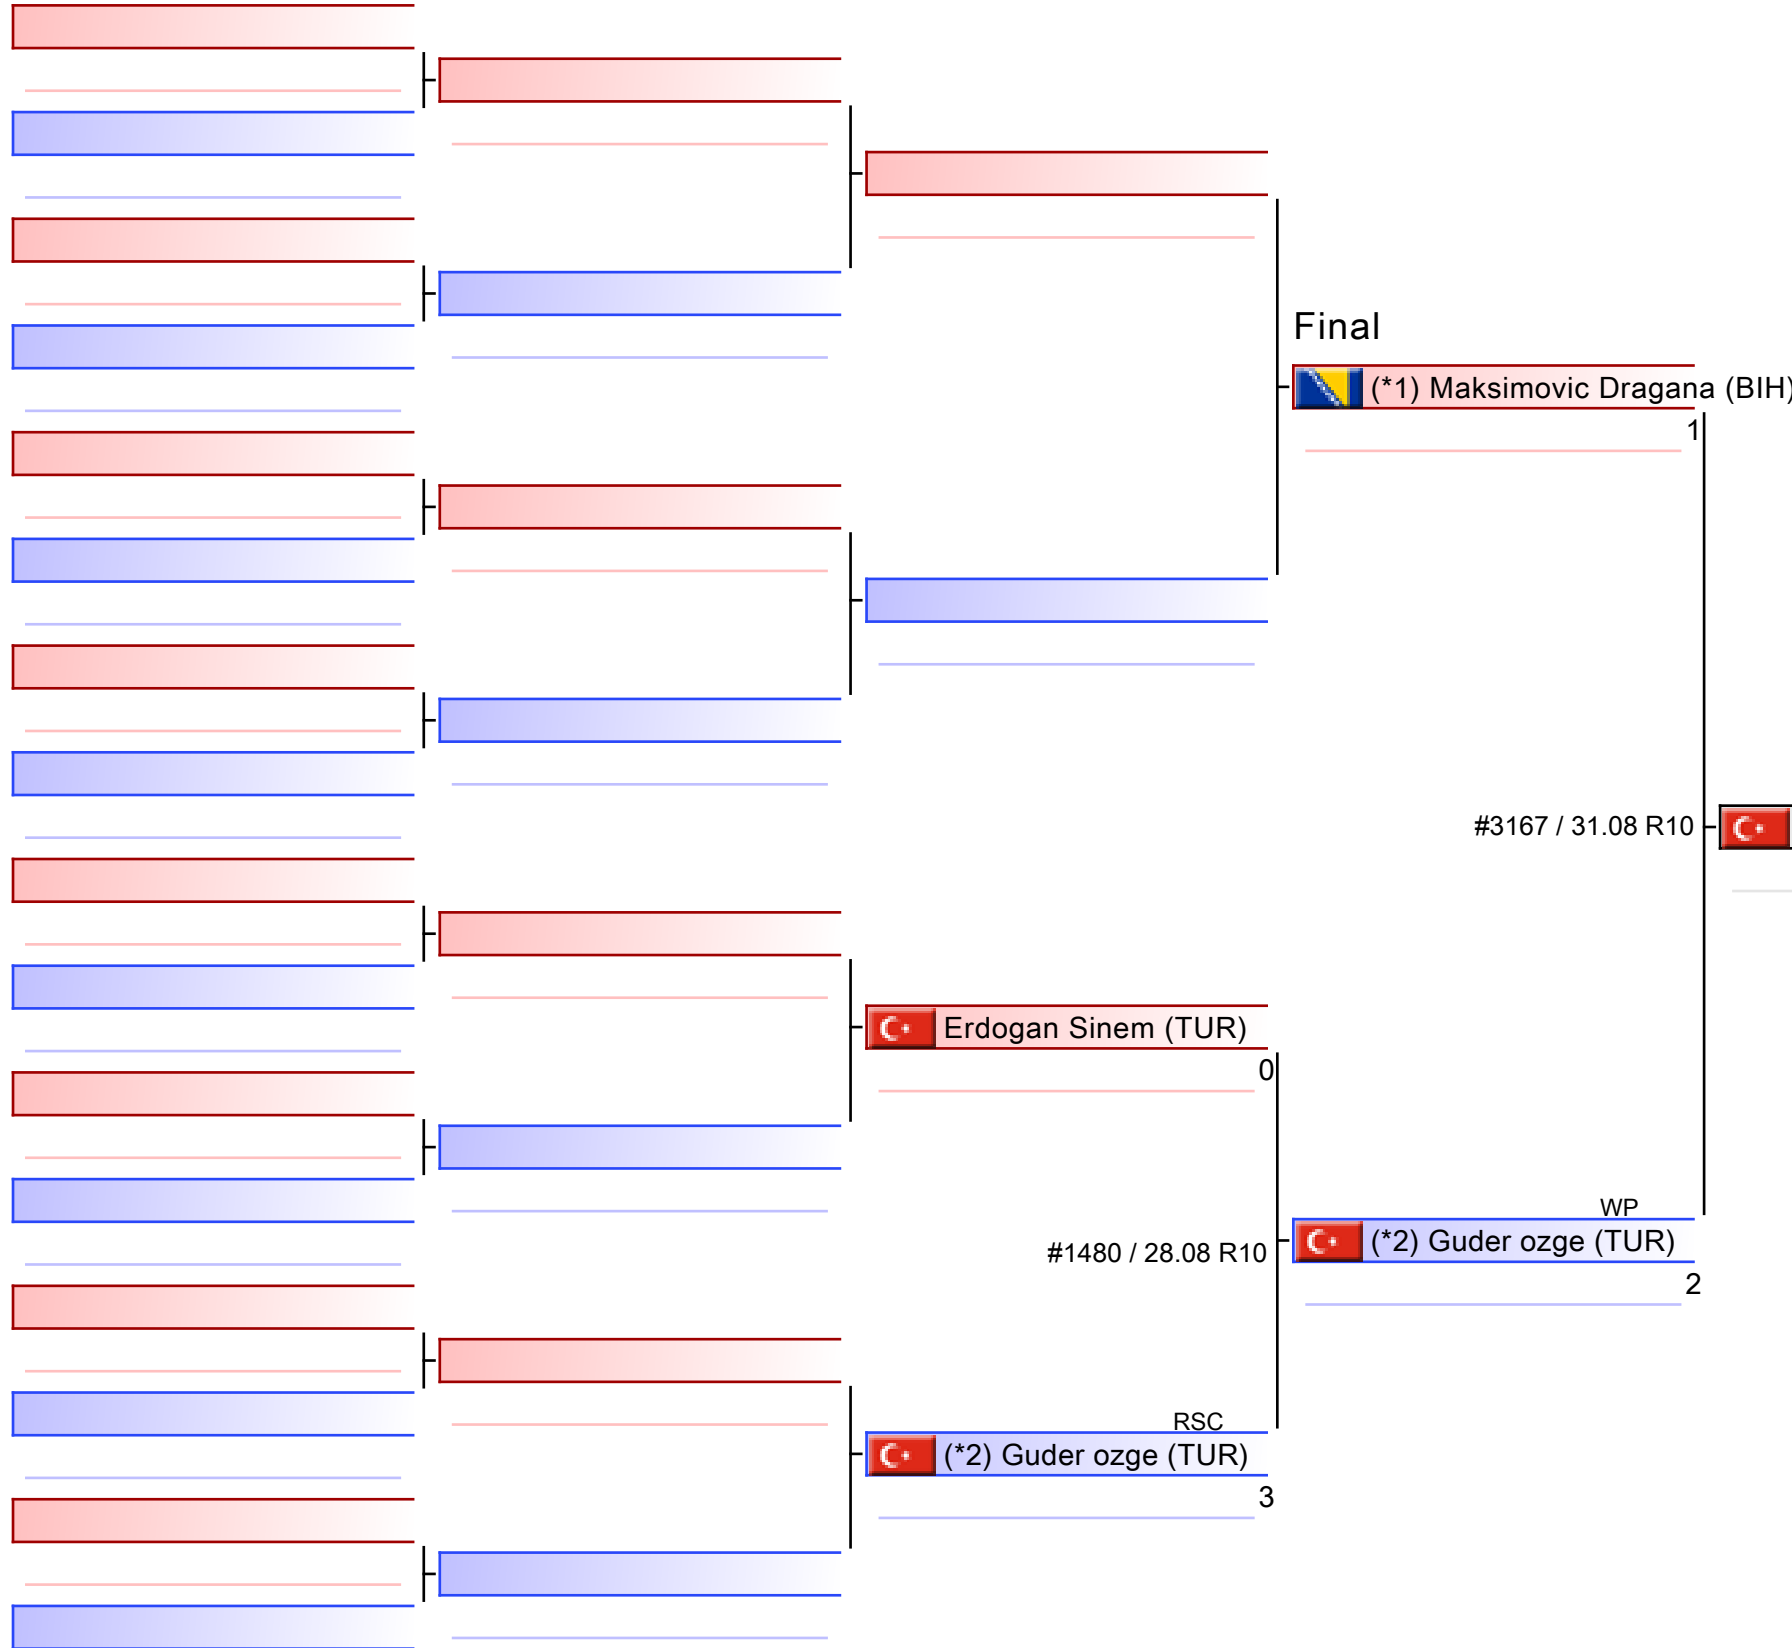 Final
(*1) Maksimovic Dragana (BIH)
1
#3167 / 31.08 R10
Erdogan Sinem (TUR)
0
WP
(*2) Guder ozge (TUR)
#1480 / 28.08 R10
2
RSC
(*2) Guder ozge (TUR)
3